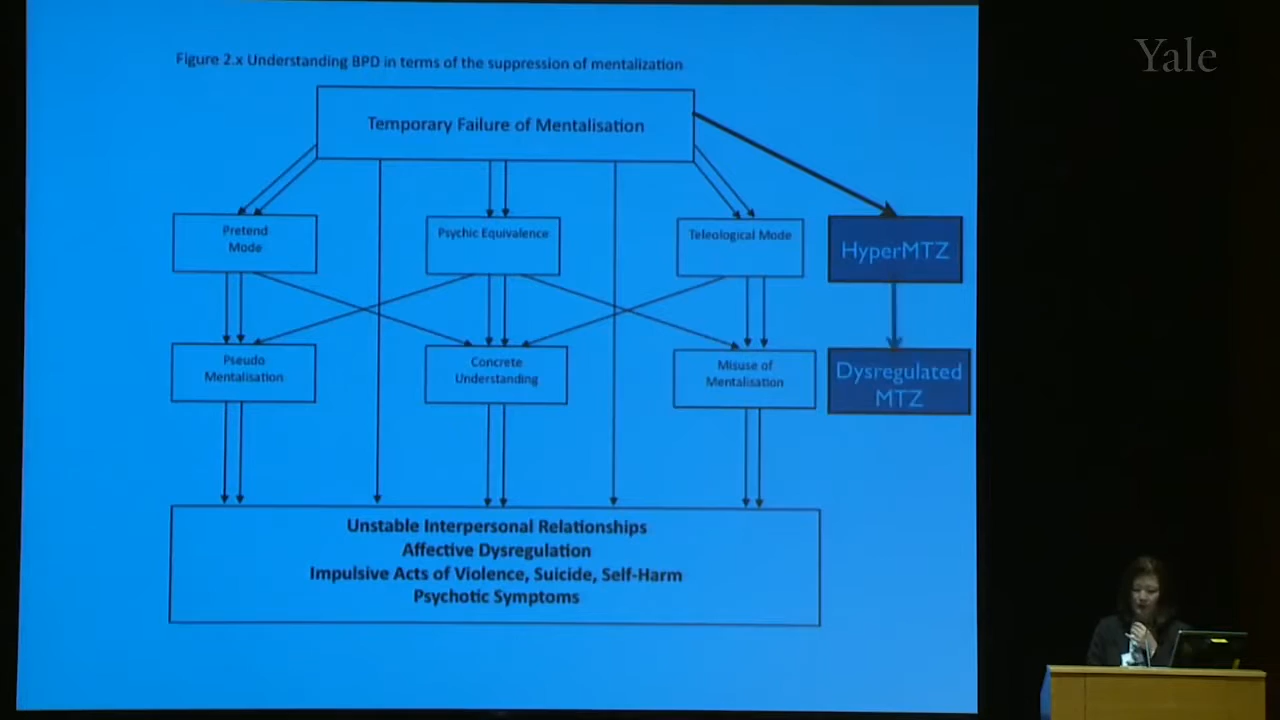 Yale
Figure 2.x Understanding BPD in terms of the suppression of mentalization
Temporary Failure of Mentalisation
Pretend
Mode
Psychic Equivalence
Teleological Mode
HyperMTZ
Pseudo
Mentalisation
Concrete
Understanding
Misuse of
Mentalisation
Dysregulated
MTZ
Unstable Interpersonal Relationships
Affective Dysregulation
Impulsive Acts of Violence, Suicide, Self-Harm
Psychotic Symptoms